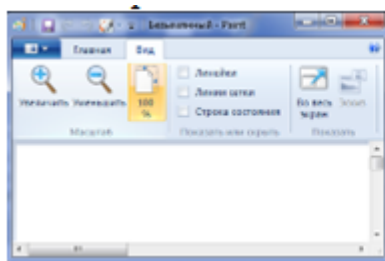 Безымянный - Paint
Главная Вид
Увеличить Уменьшить 100 %
Линейки
Линии сетки
Строка состояния
Во весь экран Эскиз
Масштаб Показать или скрыть Показать